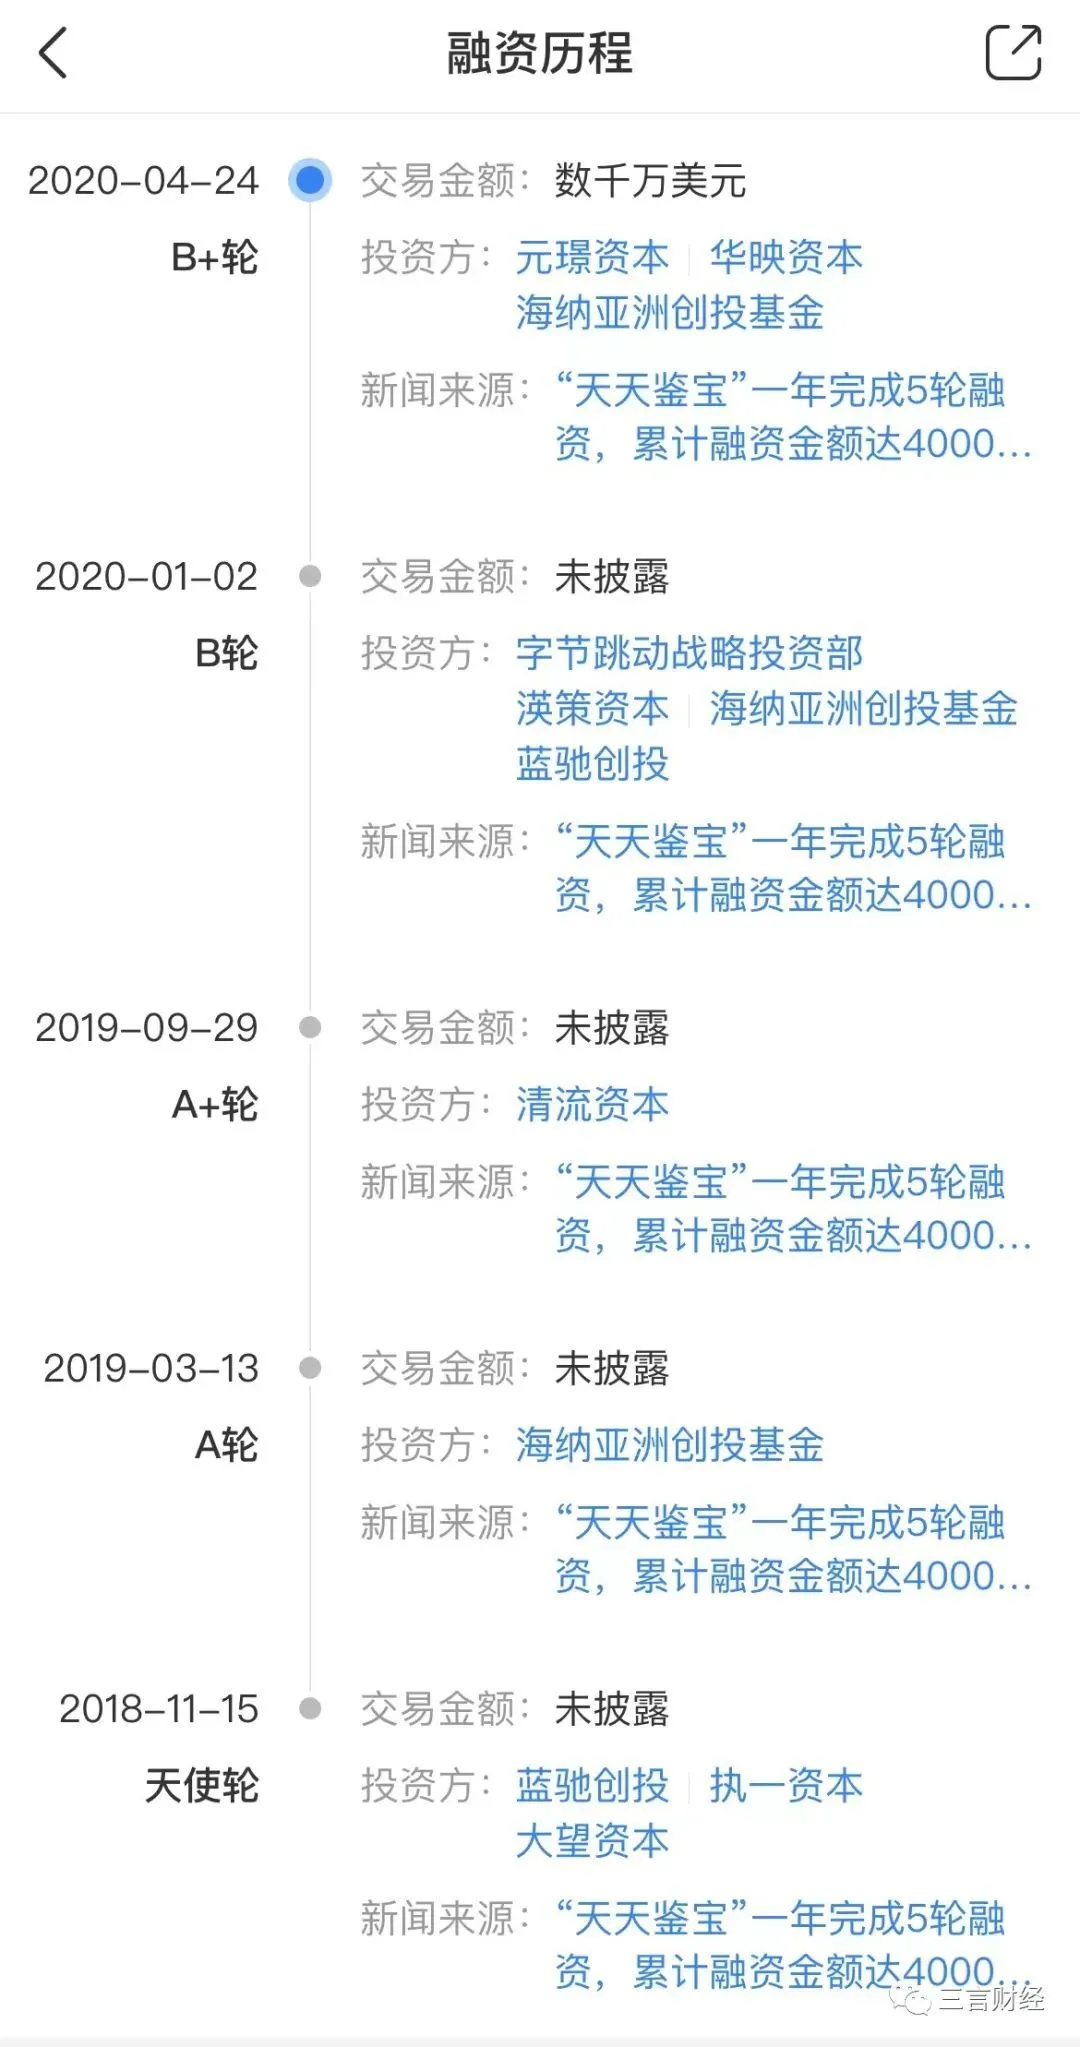 融资历程
2020-04-24 交易金额：数千万美元
B+轮 投资方：元璟资本 | 华映资本
海纳亚洲创投基金
新闻来源：“天天鉴宝”一年完成5轮融
资，累计融资金额达4000...
2020-01-02 交易金额：未披露
B轮 投资方：字节跳动战略投资部
渶策资本 | 海纳亚洲创投基金
蓝驰创投
新闻来源：“天天鉴宝”一年完成5轮融
资，累计融资金额达4000...
2019-09-29 交易金额：未披露
A+轮 投资方：清流资本
新闻来源：“天天鉴宝”一年完成5轮融
资，累计融资金额达4000...
2019-03-13 交易金额：未披露
A轮 投资方：海纳亚洲创投基金
新闻来源：“天天鉴宝”一年完成5轮融
资，累计融资金额达4000...
2018-11-15 交易金额：未披露
天使轮 投资方：蓝驰创投 | 执一资本
大望资本
新闻来源：“天天鉴宝”一年完成5轮融
资，累计融资金额达4000...
三言财经